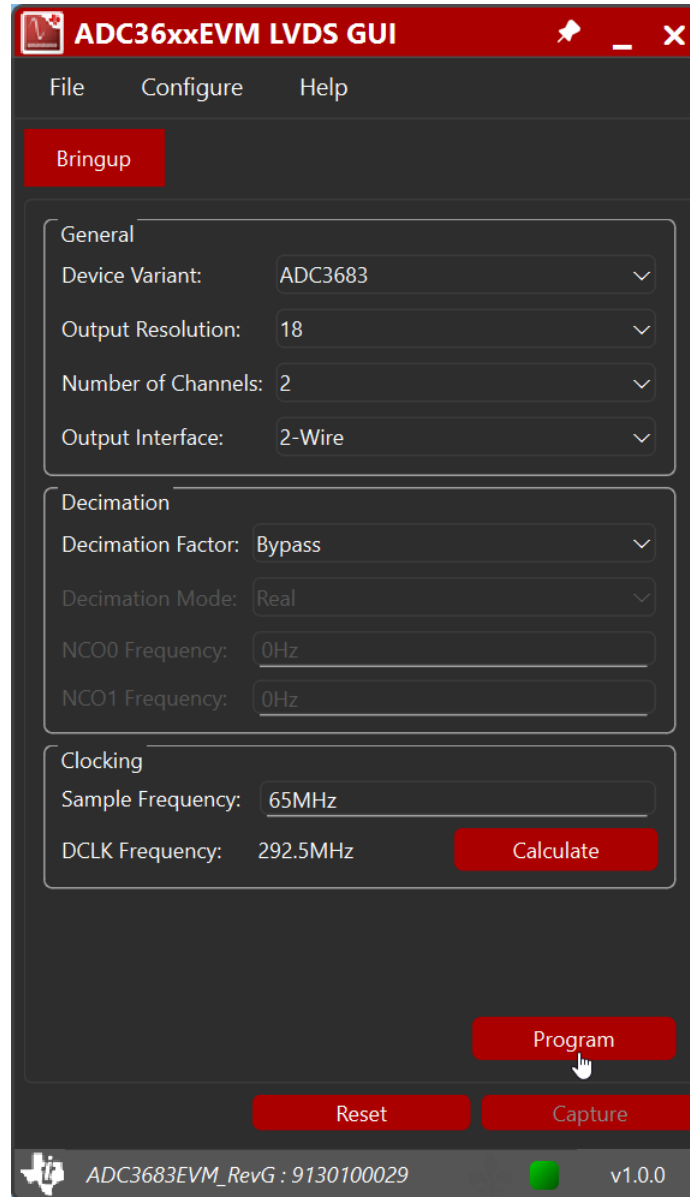 ADC36xxEVM LVDS GUI
File Configure Help
Bringup
General
Device Variant: ADC3683
Output Resolution: 18
Number of Channels: 2
Output Interface: 2-Wire
Decimation
Decimation Factor: Bypass
Decimation Mode: Real
NCO0 Frequency: 0Hz
NCO1 Frequency: 0Hz
Clocking
Sample Frequency: 65MHz
DCLK Frequency: 292.5MHz Calculate
Program
Reset Capture
ADC3683EVM_RevG : 9130100029 v1.0.0